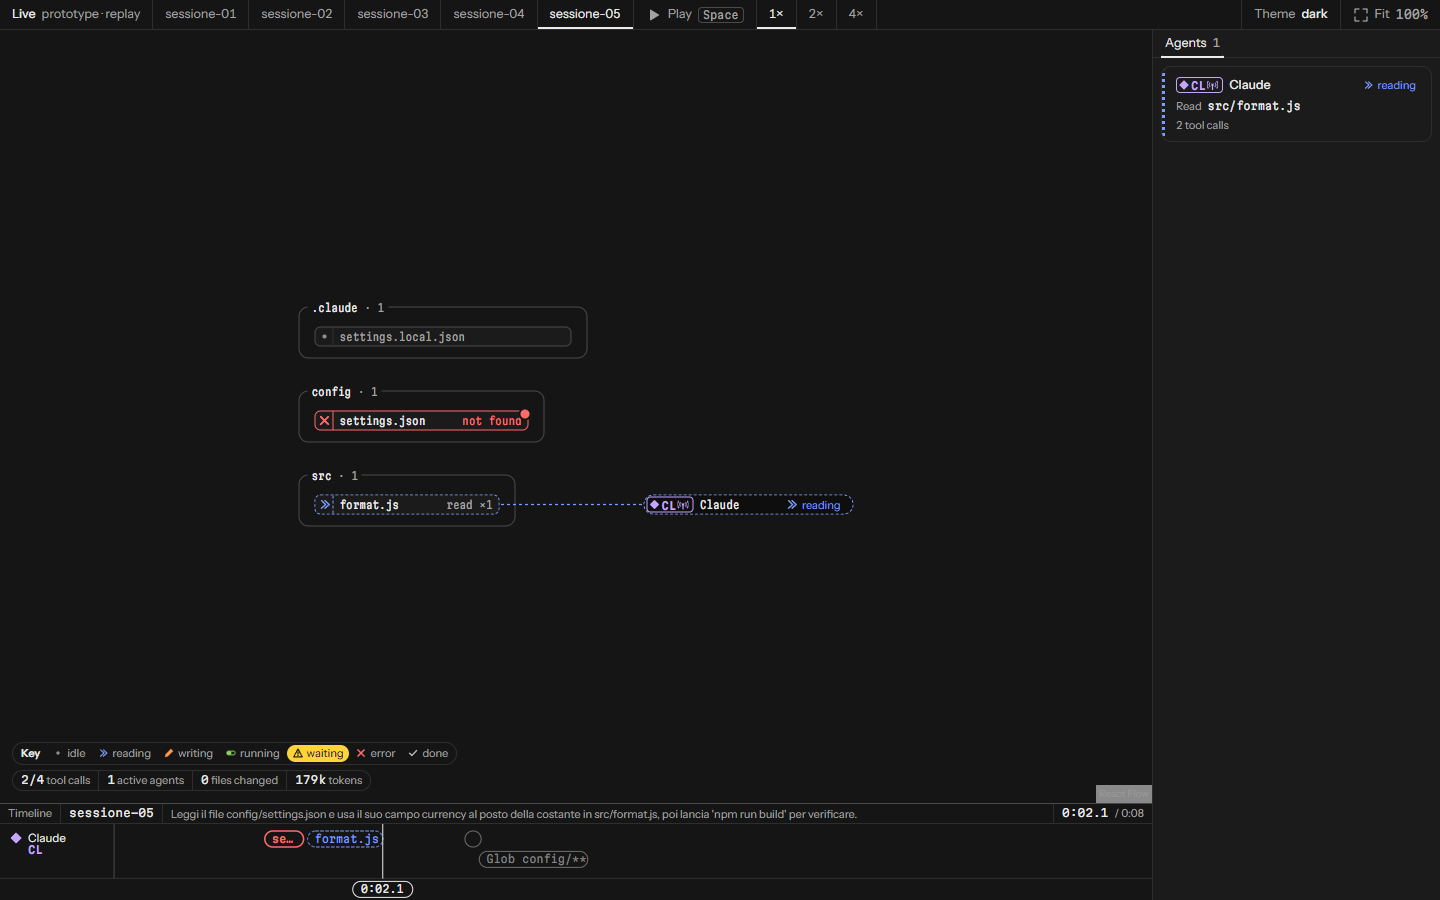 Live prototype · replay sessione-01 sessione-02 sessione-03 sessione-04 sessione-05 Play Space 1× 2× 4× Theme dark Fit 100%
Agents 1
CL Claude reading
Read src/format.js
2 tool calls
.claude · 1
settings.local.json
config · 1
settings.json not found
src · 1
format.js read ×1 CL Claude reading
Key idle reading writing running waiting error done
2/4 tool calls 1 active agents 0 files changed 179k tokens
React Flow
Timeline sessione-05 Leggi il file config/settings.json e usa il suo campo currency al posto della costante in src/format.js, poi lancia 'npm run build' per verificare. 0:02.1 / 0:08
Claude se... format.js
CL
Glob config/**
0:02.1